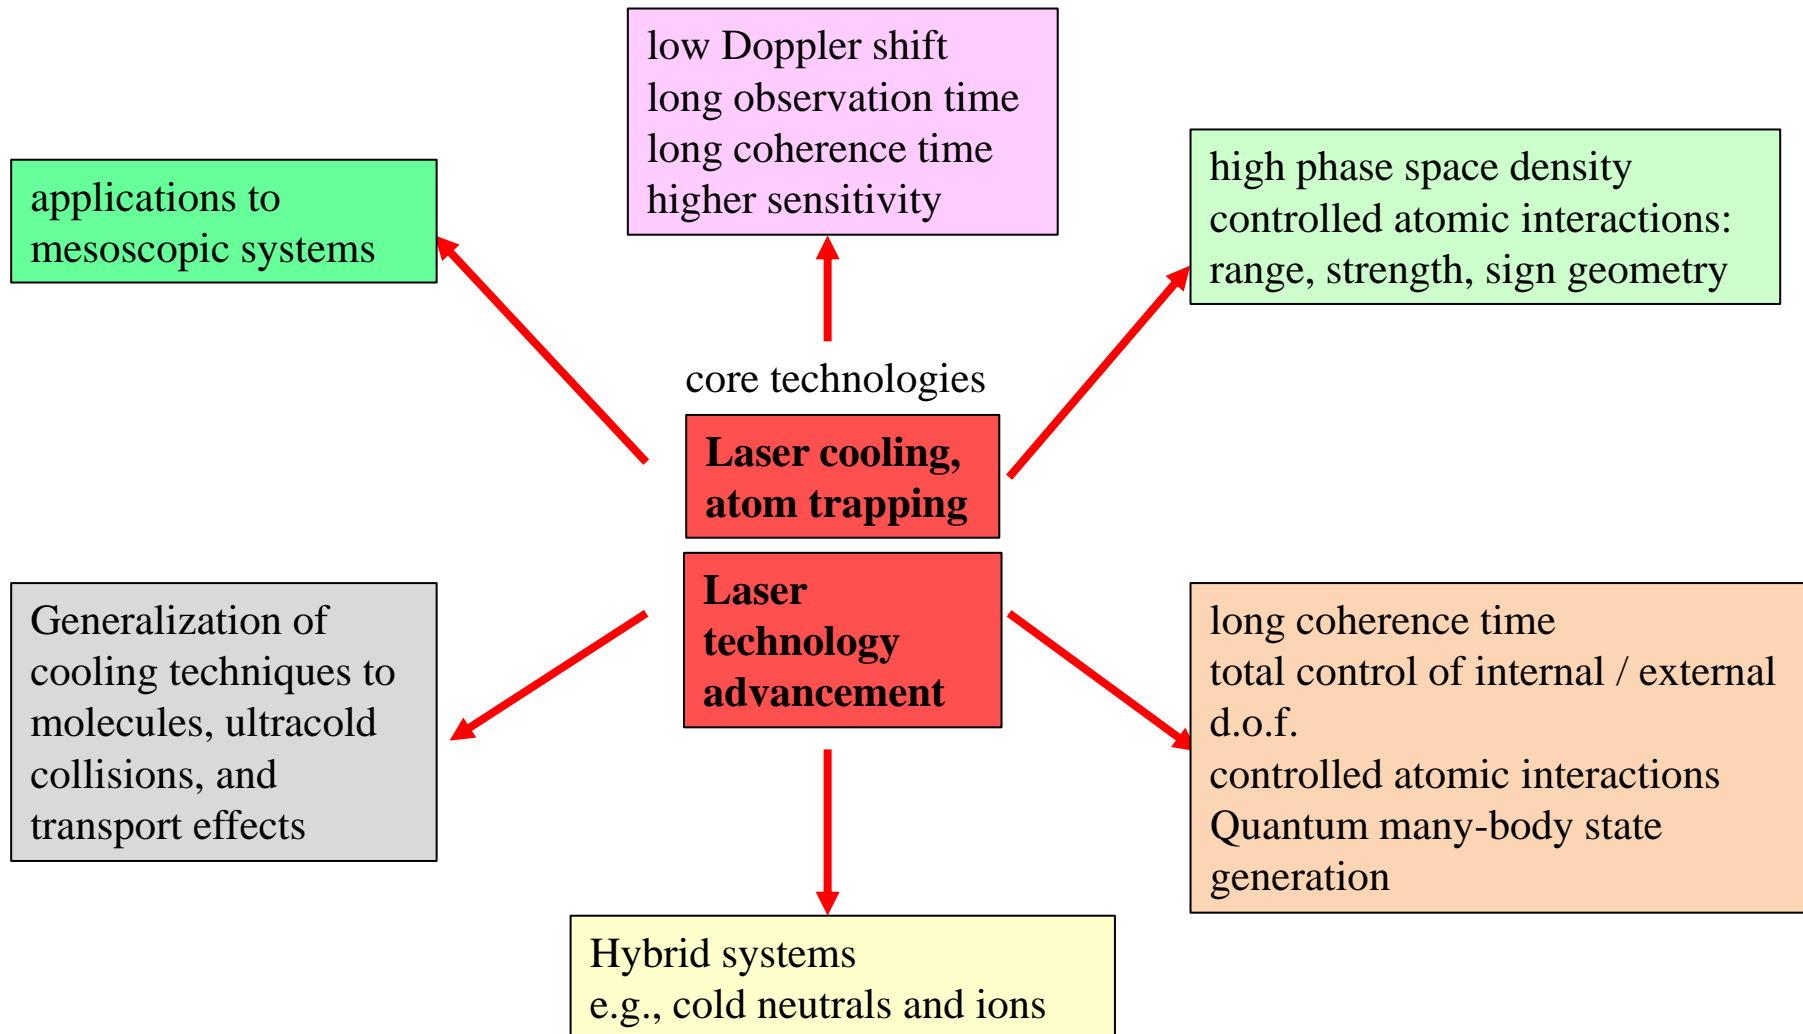 low Doppler shift
long observation time
long coherence time
higher sensitivity
applications to
mesoscopic systems
high phase space density
controlled atomic interactions:
range, strength, sign geometry
core technologies
Laser cooling,
atom trapping
Laser
technology
advancement
Generalization of
cooling techniques to
molecules, ultracold
collisions, and
transport effects
long coherence time
total control of internal / external
d.o.f.
controlled atomic interactions
Quantum many-body state
generation
Hybrid systems
e.g., cold neutrals and ions